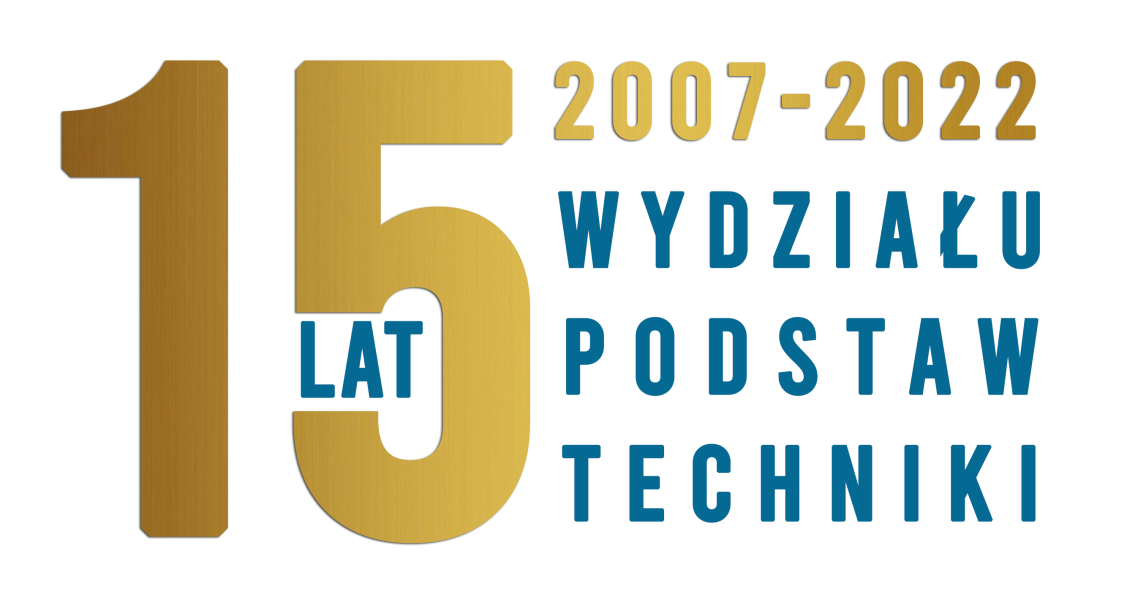 15 LAT
2007-2022
WYDZIAŁU
PODSTAW
TECHNIKI